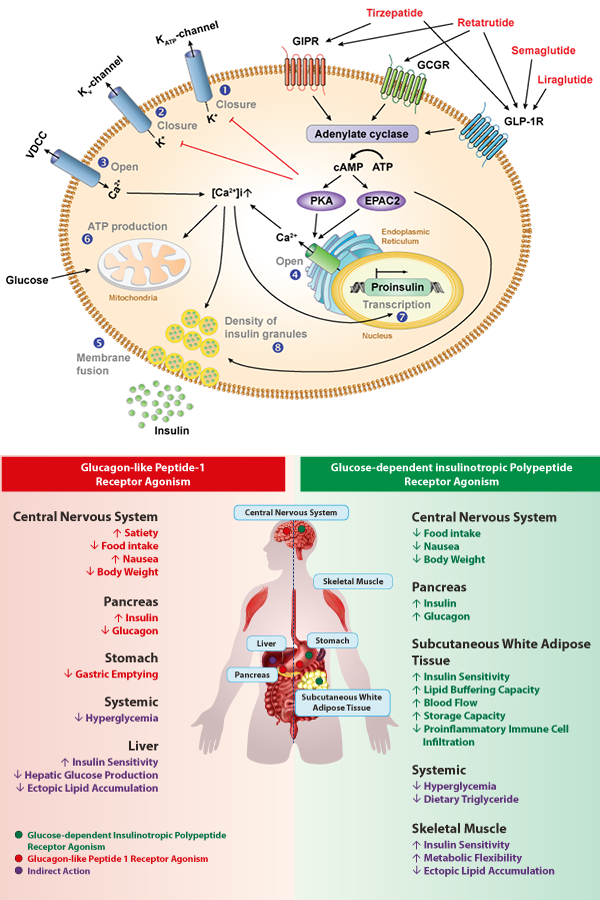 Tirzepatide
Retatrutide
Semaglutide
Liraglutide
GIPR
GCGR
GLP-1R
KATP-channel
Kv-channel
VDCC
1
Closure
K+
2
Closure
K+
3 Open
Ca2+
Adenylate cyclase
cAMP ATP
PKA
EPAC2
[Ca2+]i↑
Ca2+
Open
4
Endoplasmic
Reticulum
ATP production
6
Mitochondria
Glucose
Proinsulin
Transcription
7
Nucleus
Density of
insulin granules
8
5
Membrane
fusion
Insulin
Glucagon-like Peptide-1
Receptor Agonism
Glucose-dependent insulinotropic Polypeptide
Receptor Agonism
Central Nervous System
↑ Satiety
↓ Food intake
↑ Nausea
↓ Body Weight
Pancreas
↑ Insulin
↓ Glucagon
Stomach
↓ Gastric Emptying
Systemic
↓ Hyperglycemia
Liver
↑ Insulin Sensitivity
↓ Hepatic Glucose Production
↓ Ectopic Lipid Accumulation
Glucose-dependent Insulinotropic Polypeptide
Receptor Agonism
Glucagon-like Peptide 1 Receptor Agonism
Indirect Action
Central Nervous System
Skeletal Muscle
Liver
Stomach
Pancreas
Subcutaneous White
Adipose Tissue
Central Nervous System
↓ Food intake
↓ Nausea
↓ Body Weight
Pancreas
↑ Insulin
↑ Glucagon
Subcutaneous White Adipose
Tissue
↑ Insulin Sensitivity
↑ Lipid Buffering Capacity
↑ Blood Flow
↑ Storage Capacity
↓ Proinflammatory Immune Cell
Infiltration
Systemic
↓ Hyperglycemia
↓ Dietary Triglyceride
Skeletal Muscle
↑ Insulin Sensitivity
↑ Metabolic Flexibility
↓ Ectopic Lipid Accumulation